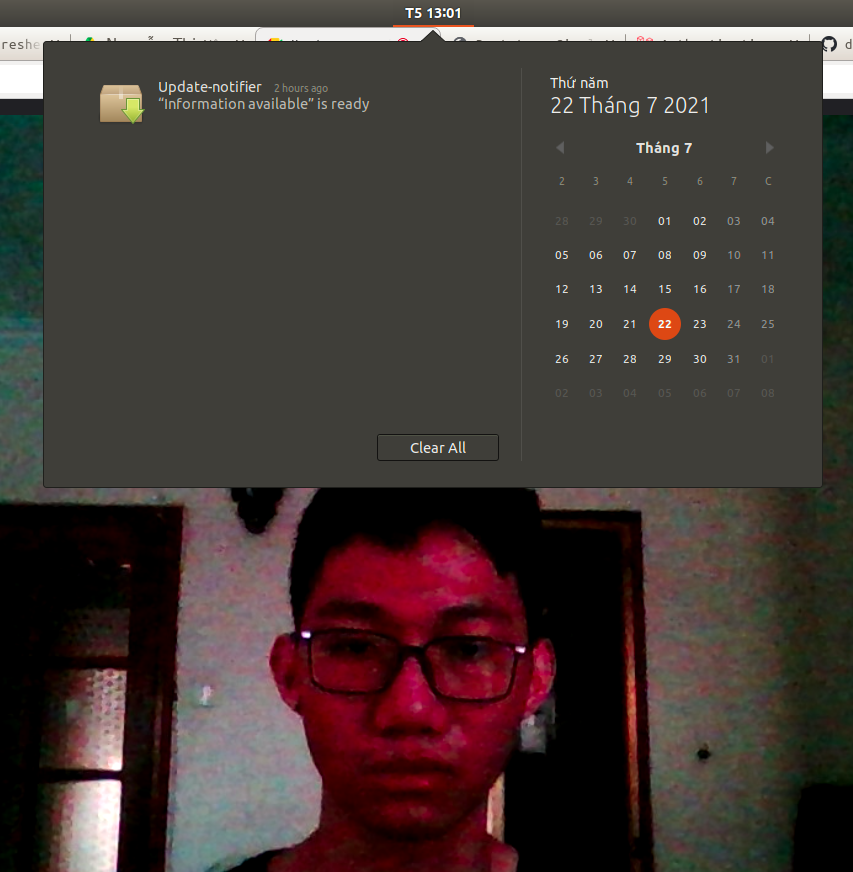 T5 13:01
Update-notifier 2 hours ago
“Information available” is ready
Clear All
Thứ năm
22 Tháng 7 2021
Tháng 7
2 3 4 5 6 7 C
28 29 30 01 02 03 04
05 06 07 08 09 10 11
12 13 14 15 16 17 18
19 20 21 22 23 24 25
26 27 28 29 30 31 01
02 03 04 05 06 07 08